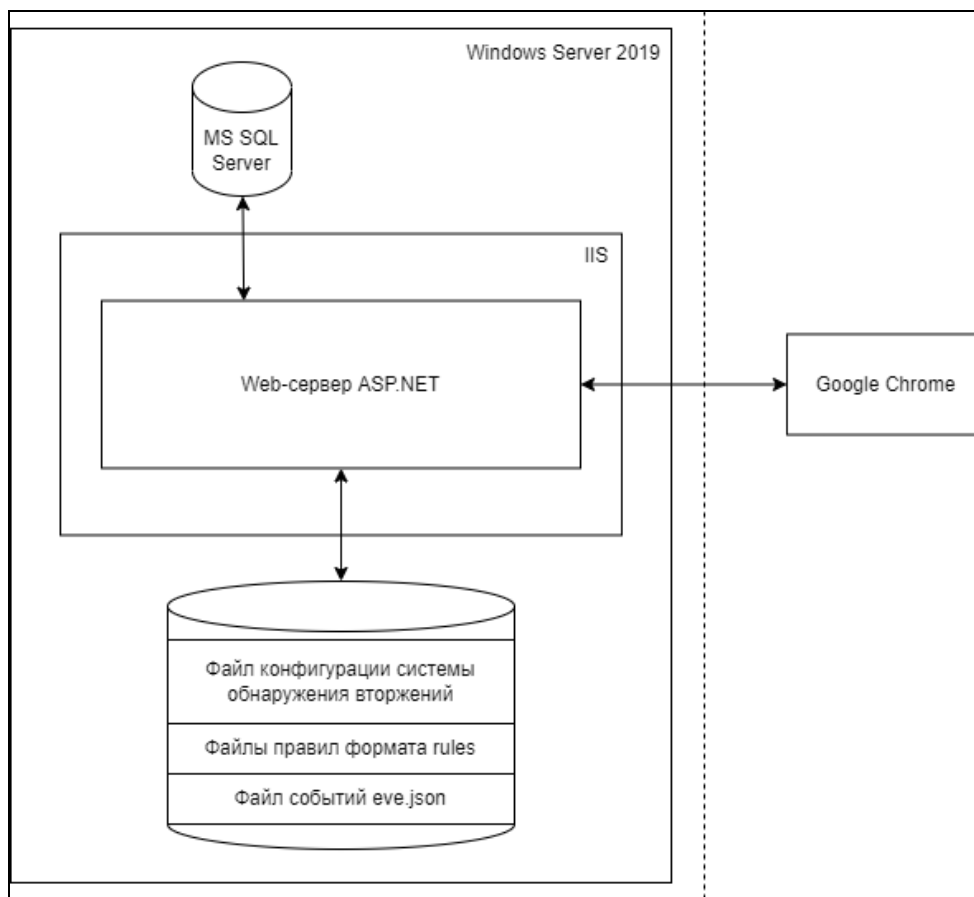 Windows Server 2019
MS SQL
Server
IIS
Web-сервер ASP.NET
Google Chrome
Файл конфигурации системы
обнаружения вторжений
Файлы правил формата rules
Файл событий eve.json